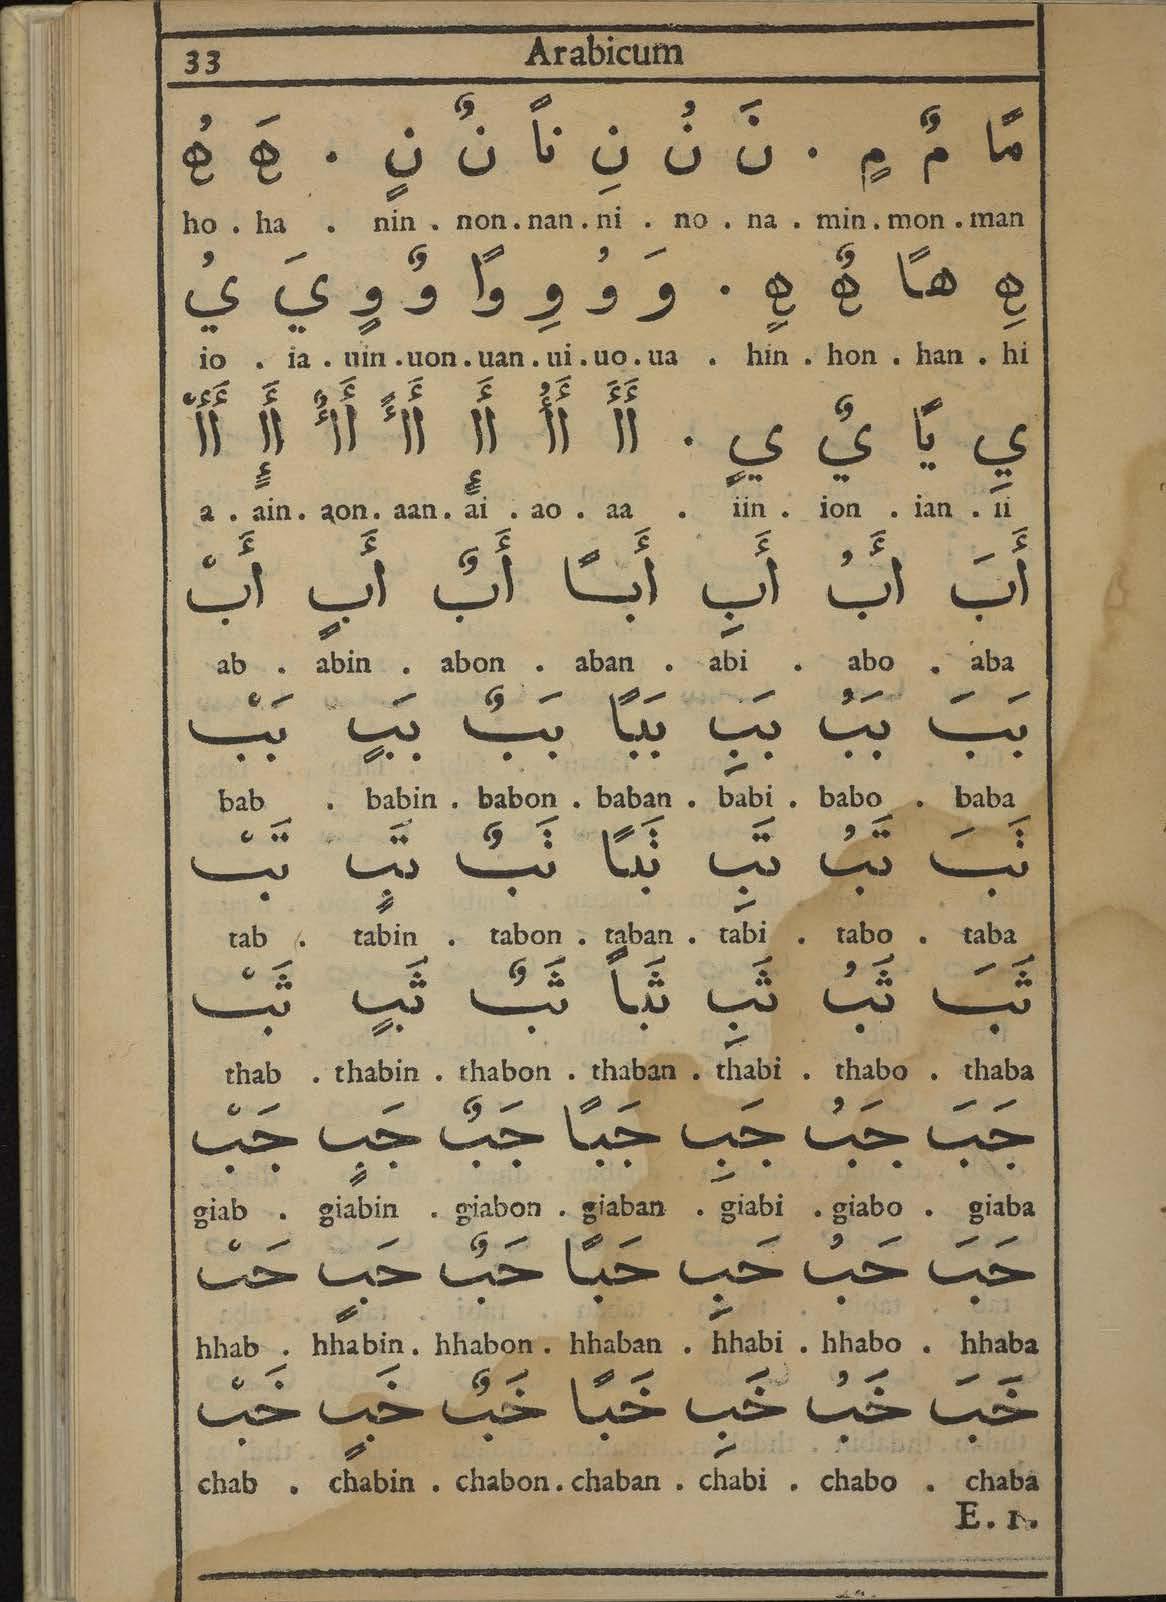 33 Arabicum
مًا مٌ مٍ . نَ نُ نِ نًا نٌ نٍ . هَ هُ
ho . ha . nin . non . nan . ni . no . na . min . mon . man
هِ هًا هٌ هٍ . وَ وُ وِ وًا وٌ وٍ يَ يُ
io . ia . uin . uon . uan . ui . uo . ua . hin . hon . han . hi
يِ يًا يٌ يٍ .
a . ain . aon . aan . ai . ao . aa . iin . ion . ian . ii
أَبَ أَبُ أَبِ أَبًا أَبٌ أَبٍ أَبْ
ab . abin . abon . aban . abi . abo . aba
بَبَ بَبُ بَبِ بَبًا بَبٌ بَبٍ بَبْ
bab . babin . babon . baban . babi . babo . baba
تَبَ تَبُ تَبِ تَبًا تَبٌ تَبٍ تَبْ
tab . tabin . tabon . taban . tabi . tabo . taba
ثَبَ ثَبُ ثَبِ ثَبًا ثَبٌ ثَبٍ ثَبْ
thab . thabin . thabon . thaban . thabi . thabo . thaba
جَبَ جَبُ جَبِ جَبًا جَبٌ جَبٍ جَبْ
giab . giabin . giabon . giaban . giabi . giabo . giaba
حَبَ حَبُ حَبِ حَبًا حَبٌ حَبٍ حَبْ
hhab . hhabin . hhabon . hhaban . hhabi . hhabo . hhaba
خَبَ خَبُ خَبِ خَبًا خَبٌ خَبٍ خَبْ
chab . chabin . chabon . chaban . chabi . chabo . chaba